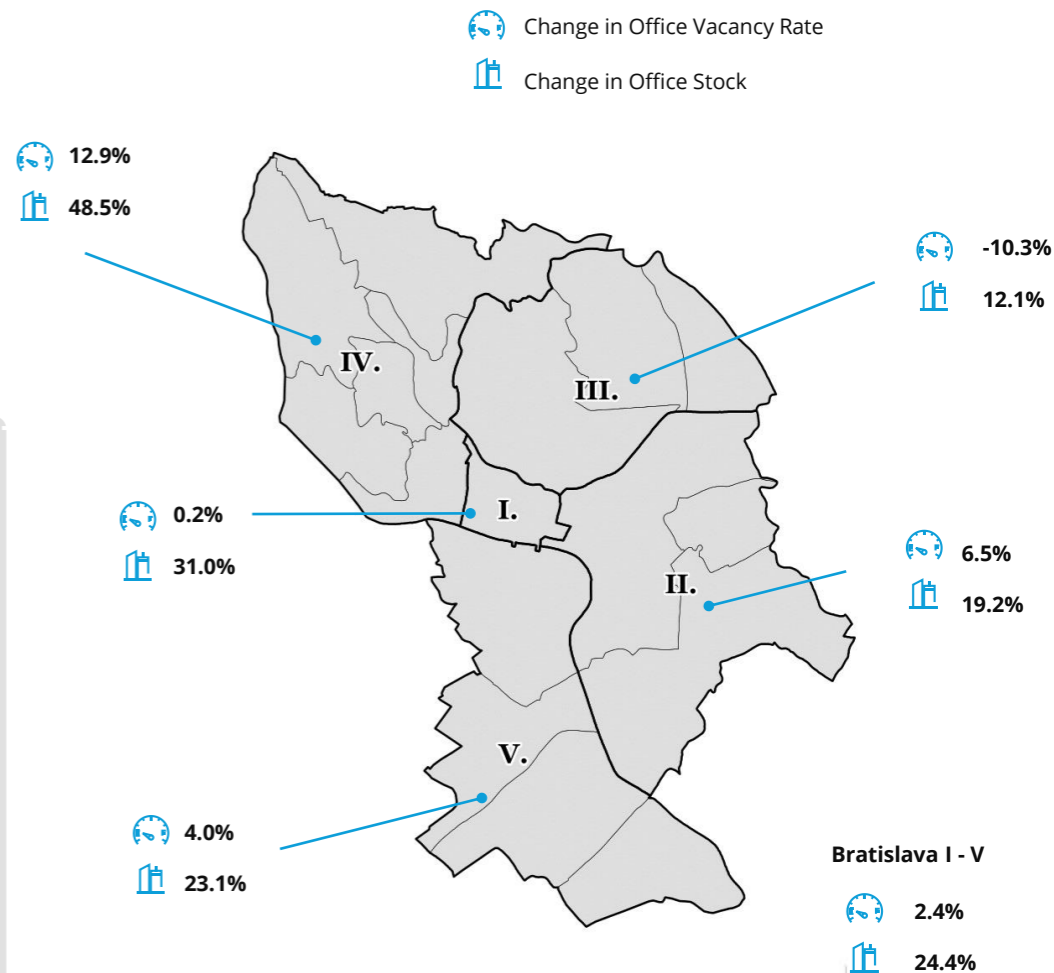 Change in Office Vacancy Rate
Change in Office Stock
12.9%
48.5%
-10.3%
12.1%
IV.
III.
0.2%
31.0%
I.
6.5%
19.2%
II.
V.
4.0%
23.1%
Bratislava I - V
2.4%
24.4%